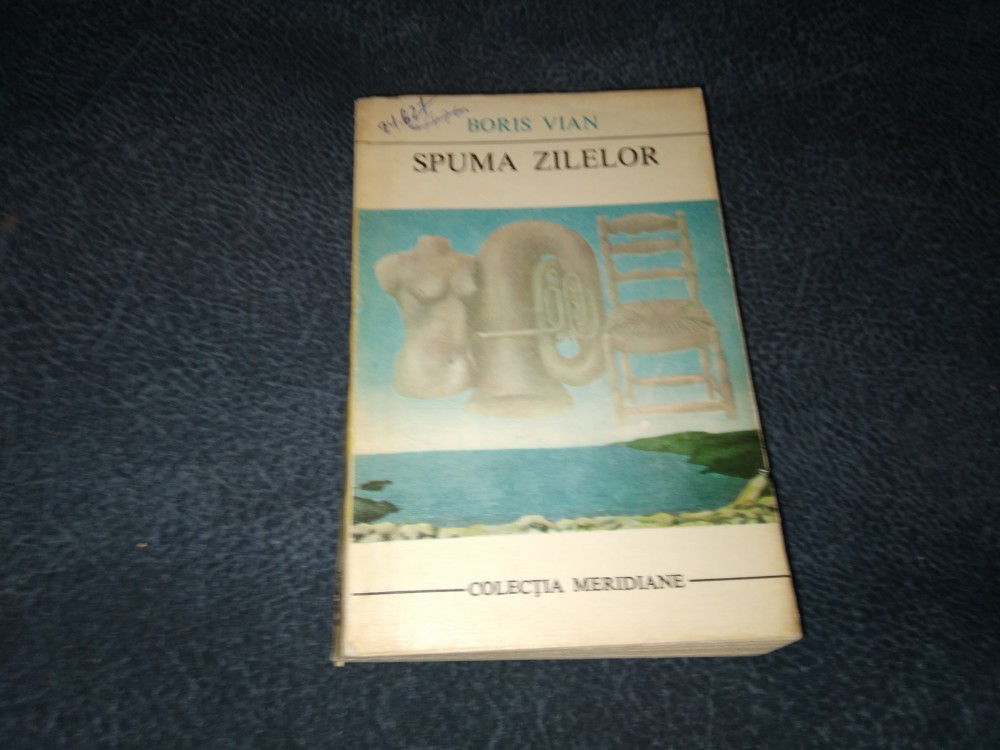 BORIS VIAN
SPUMA ZILELOR
COLECȚIA MERIDIANE